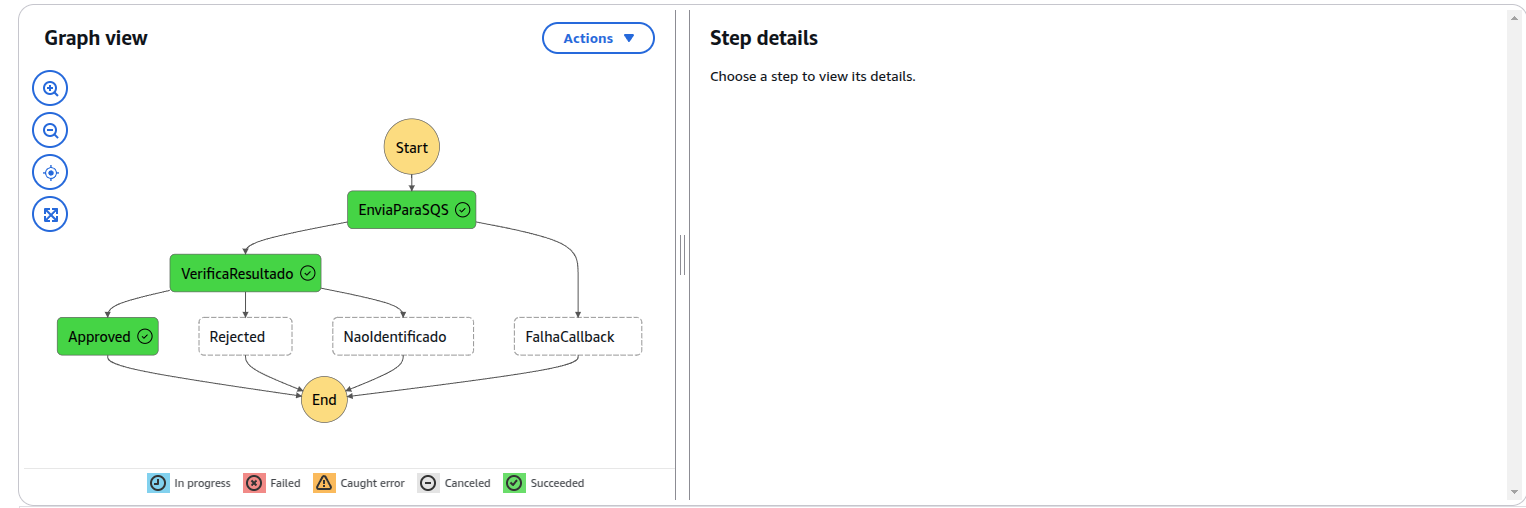 Graph view
Actions
Step details
Choose a step to view its details.
Start
EnviaParaSQS
VerificaResultado
Approved
Rejected
NaoIdentificado
FalhaCallback
End
In progress
Failed
Caught error
Canceled
Succeeded